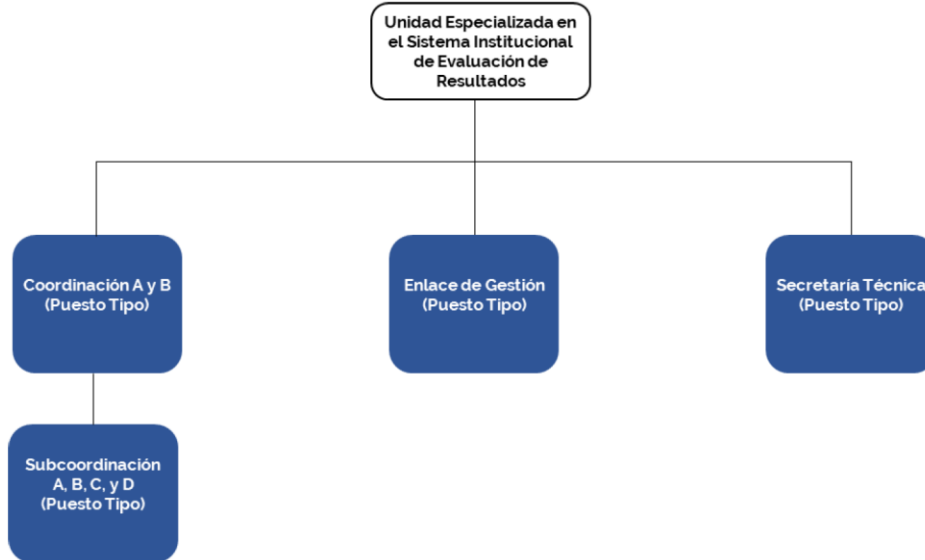 Unidad Especializada en
el Sistema Institucional
de Evaluación de
Resultados
Coordinación A y B
(Puesto Tipo)
Enlace de Gestión
(Puesto Tipo)
Secretaría Técnica
(Puesto Tipo)
Subcoordinación
A, B, C, y D
(Puesto Tipo)